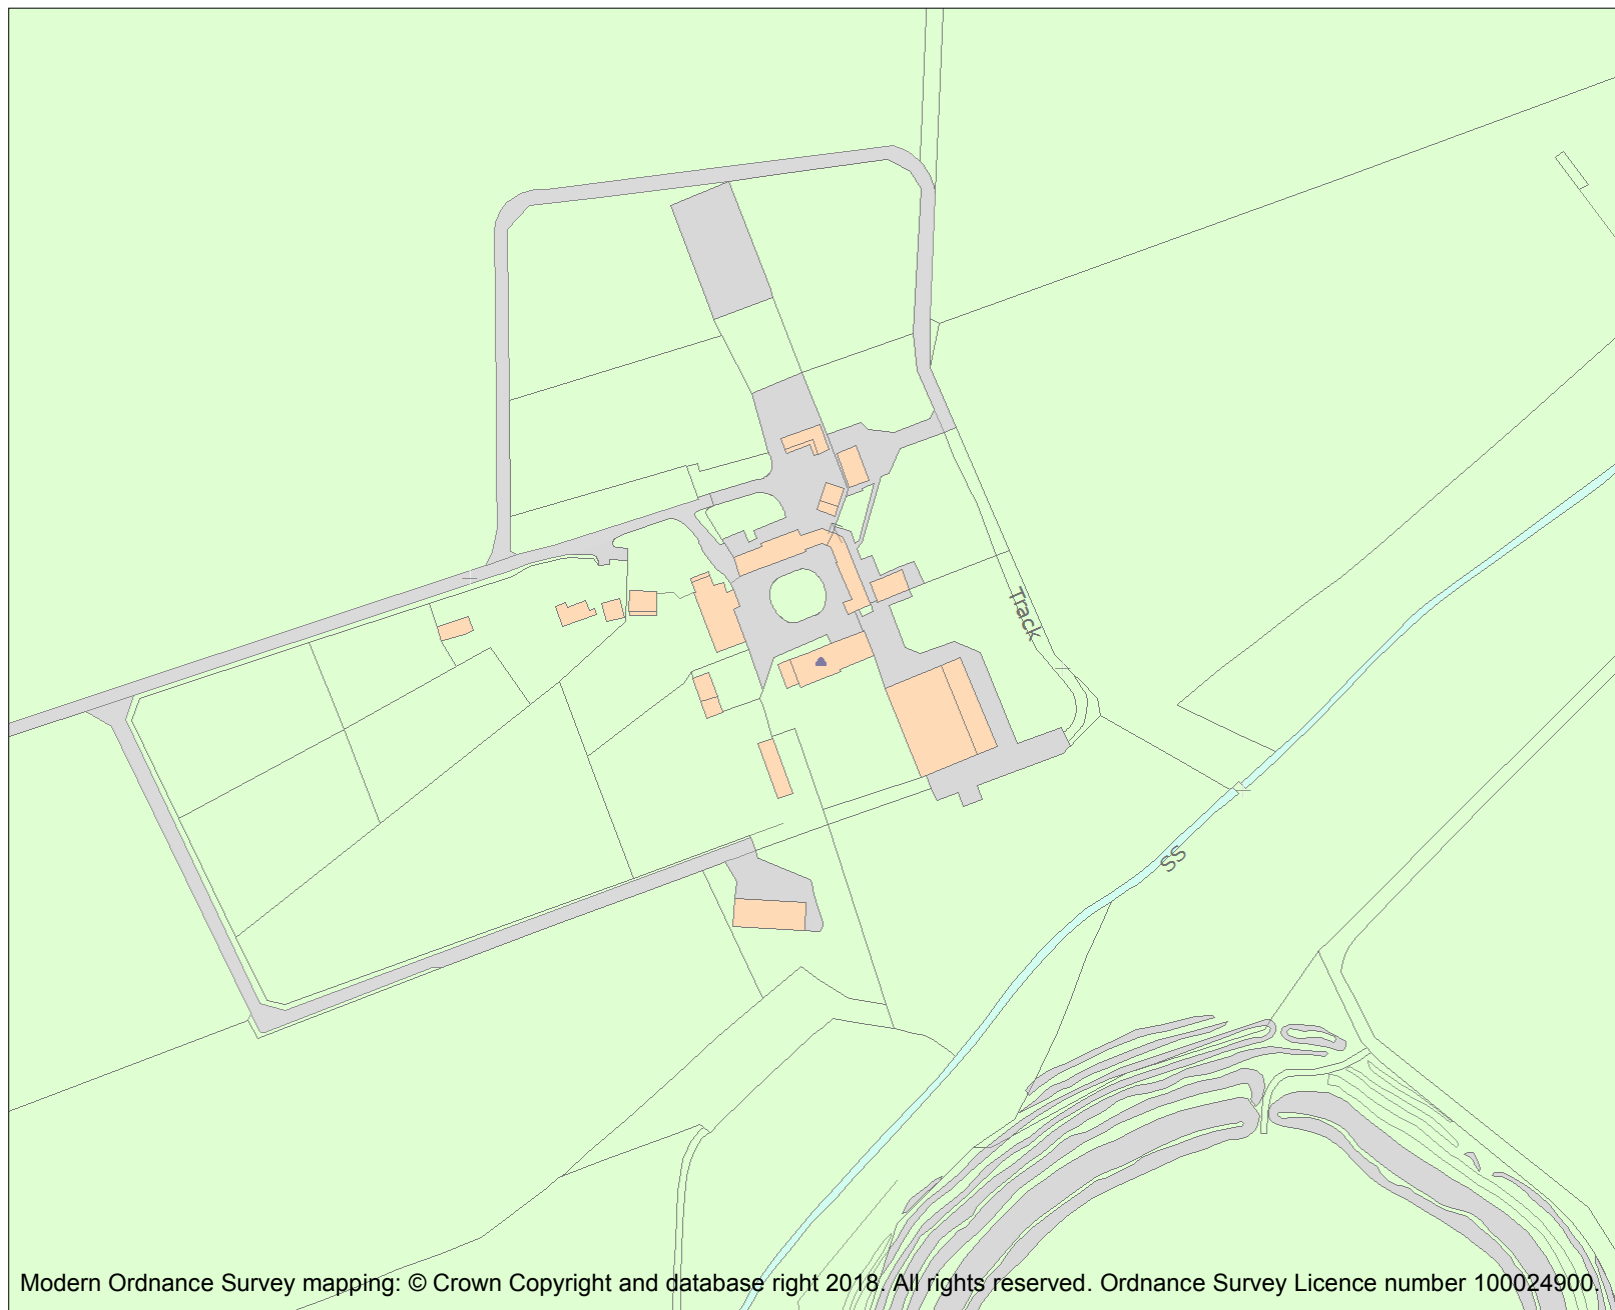 Track
SS
Modern Ordnance Survey mapping: © Crown Copyright and database right 2018. All rights reserved. Ordnance Survey Licence number 100024900.